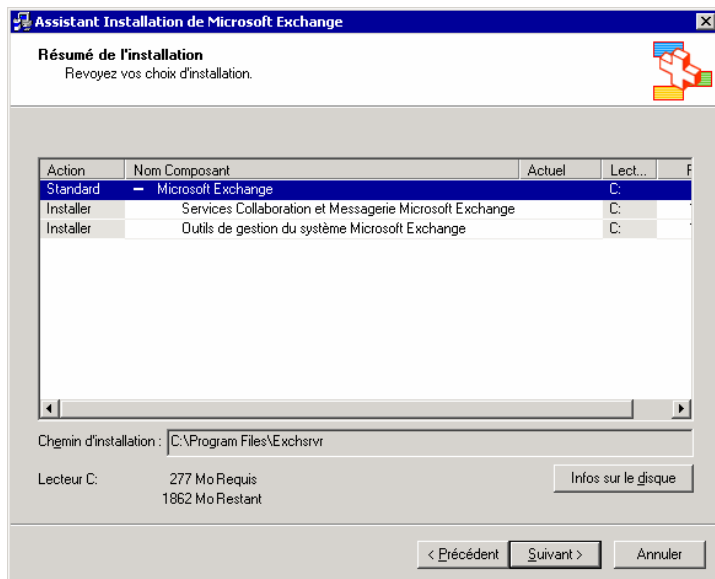 Assistant Installation de Microsoft Exchange
Résumé de l'installation
Revoyez vos choix d'installation.
Action Nom Composant Actuel Lect...
Standard Microsoft Exchange C:
Installer Services Collaboration et Messagerie Microsoft Exchange C:
Installer Outils de gestion du système Microsoft Exchange C:
Chemin d'installation : C:\Program Files\Exchsrvr
Lecteur C: 277 Mo Requis Infos sur le disque
1862 Mo Restant
< Précédent Suivant > Annuler